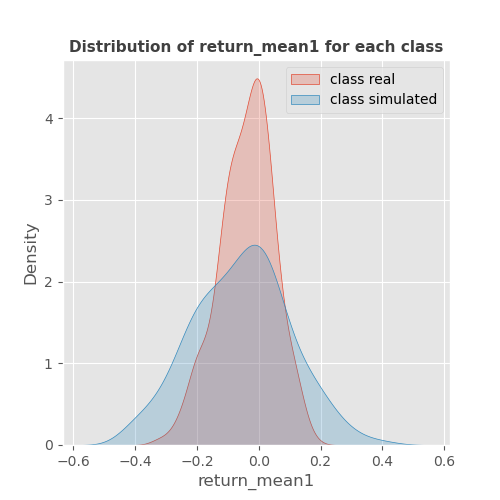 Distribution of return_mean1 for each class
class real
class simulated
Density
4
3
2
1
0
−0.6 −0.4 −0.2 0.0 0.2 0.4 0.6
return_mean1